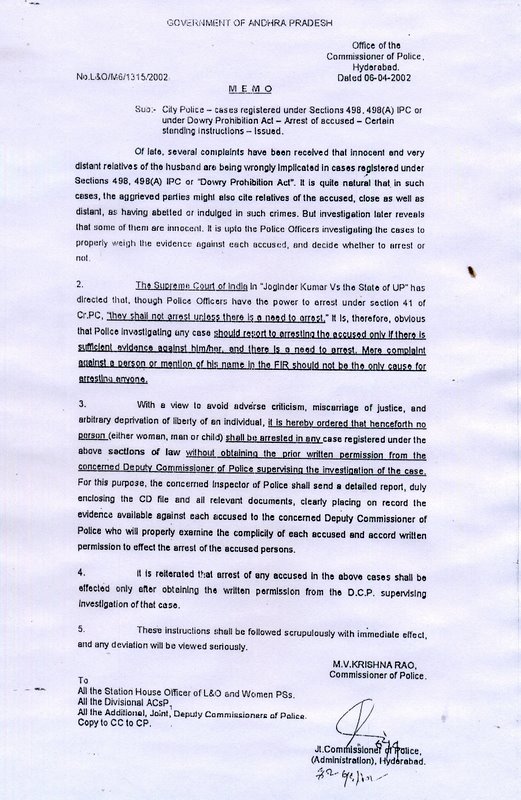 GOVERNMENT OF ANDHRA PRADESH
Office of the
Commissioner of Police,
Hyderabad.
No.L&O/M6/1315/2002
Dated 06-04-2002
M E M O
Sub:- City Police – cases registered under Sections 498, 498(A) IPC or
under Dowry Prohibition Act – Arrest of accused – Certain
standing instructions – Issued.
Of late, several complaints have been received that innocent and very
distant relatives of the husband are being wrongly implicated in cases registered under
Sections 498, 498(A) IPC or "Dowry Prohibition Act". It is quite natural that in such
cases, the aggrieved parties might also cite relatives of the accused, close as well as
distant, as having abetted or indulged in such crimes. But investigation later reveals
that some of them are innocent. It is upto the Police Officers investigating the cases to
properly weigh the evidence against each accused, and decide whether to arrest or
not.
2. The Supreme Court of India in "Joginder Kumar Vs the State of UP" has
directed that, though Police Officers have the power to arrest under section 41 of
Cr.PC, "they shall not arrest unless there is a need to arrest." It is, therefore, obvious
that Police investigating any case should resort to arresting the accused only if there is
sufficient evidence against him/her, and there is a need to arrest. Mere complaint
against a person or mention of his name in the FIR should not be the only cause for
arresting anyone.
3. With a view to avoid adverse criticism, miscarriage of justice, and
arbitrary deprivation of liberty of an individual, it is hereby ordered that henceforth no
person (either woman, man or child) shall be arrested in any case registered under the
above sections of law without obtaining the prior written permission from the
concerned Deputy Commissioner of Police supervising the investigation of the case.
For this purpose, the concerned Inspector of Police shall send a detailed report, duly
enclosing the CD file and all relevant documents, clearly placing on record the
evidence available against each accused to the concerned Deputy Commissioner of
Police who will properly examine the complicity of each accused and accord written
permission to effect the arrest of the accused persons.
4. It is reiterated that arrest of any accused in the above cases shall be
effected only after obtaining the written permission from the D.C.P. supervising
investigation of that case.
5. These instructions shall be followed scrupulously with immediate effect,
and any deviation will be viewed seriously.
M.V.KRISHNA RAO,
Commissioner of Police.
To
All the Station House Officer of L&O and Women PSs.
All the Divisional ACsP,
All the Additional, Joint, Deputy Commissioners of Police.
Copy to CC to CP.
Jt.Commissioner of Police,
(Administration), Hyderabad.